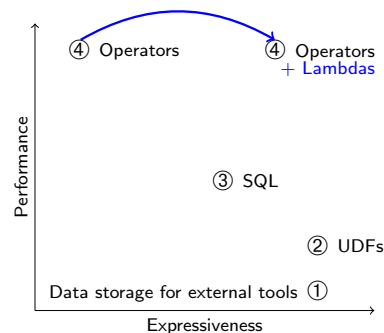 ④ Operators
④ Operators
+ Lambdas
③ SQL
② UDFs
Data storage for external tools ①
Performance
Expressiveness